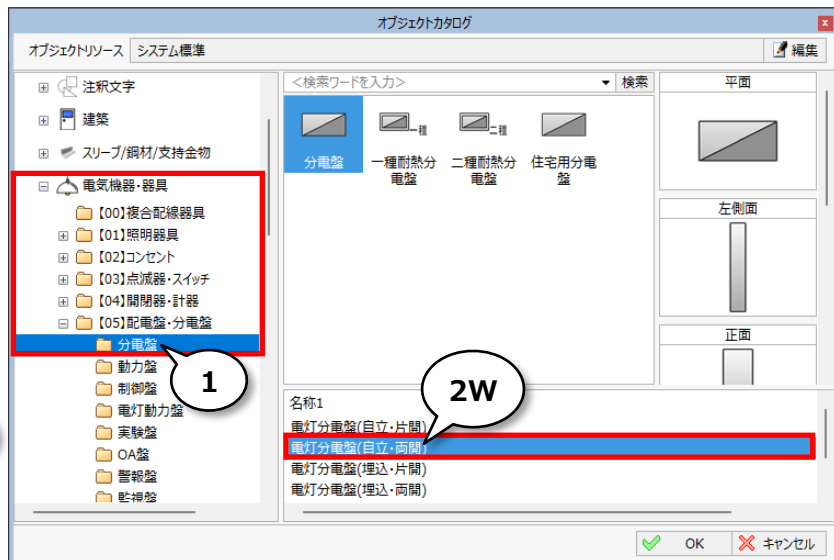 オブジェクトカタログ
オブジェクトリソース システム標準 編集
注釈文字
建築
スリーブ/鋼材/支持金物
電気機器・器具
【00】複合配線器具
【01】照明器具
【02】コンセント
【03】点滅器・スイッチ
【04】開閉器・計器
【05】配電盤・分電盤
分電盤
動力盤
制御盤
電灯動力盤
実験盤
OA盤
警報盤
監視盤
1
<検索ワードを入力> 検索
一種
二種
分電盤
一種耐熱分電盤
二種耐熱分電盤
住宅用分電盤
平面
左側面
正面
2W
名称1
電灯分電盤(自立・片開)
電灯分電盤(自立・両開)
電灯分電盤(埋込・片開)
電灯分電盤(埋込・両開)
OK キャンセル